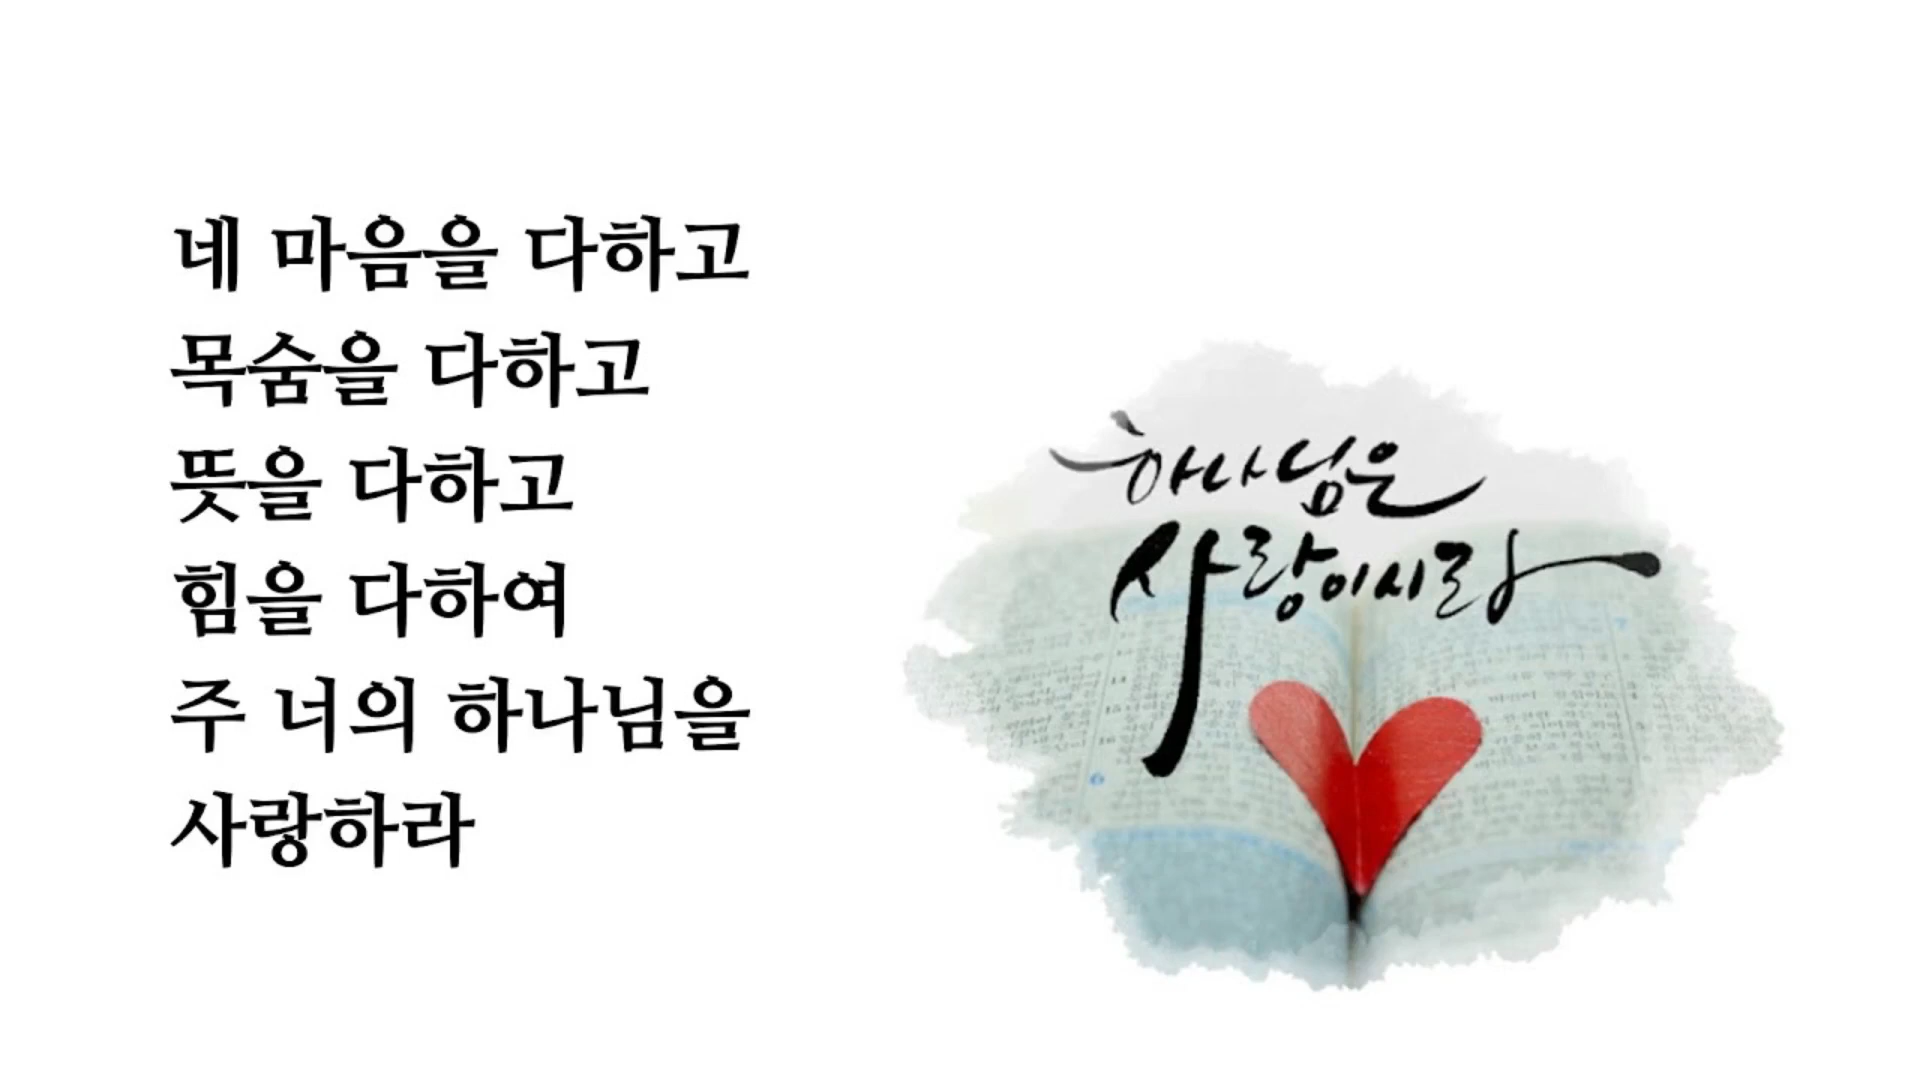 네 마음을 다하고
목숨을 다하고
뜻을 다하고
힘을 다하여
주 너의 하나님을
사랑하라
하나님은
사랑이시라